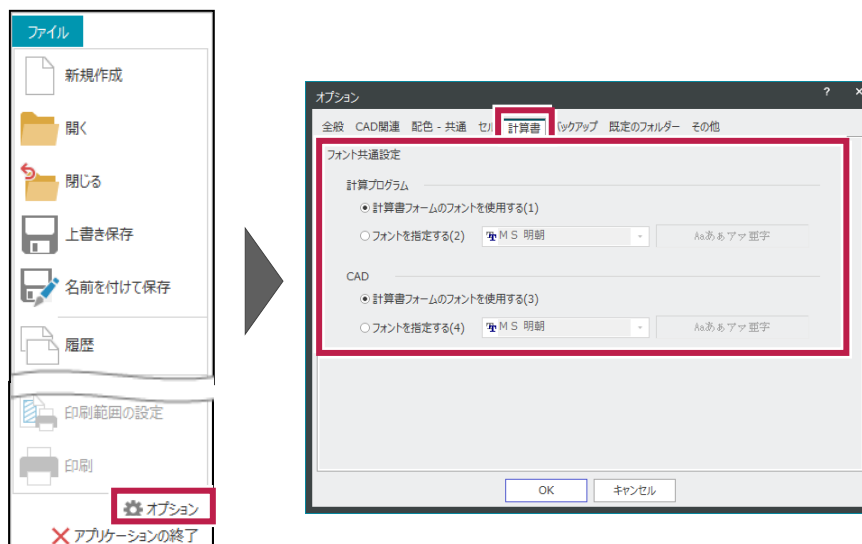 ファイル
新規作成
開く
閉じる
上書き保存
名前を付けて保存
履歴
印刷範囲の設定
印刷
オプション
アプリケーションの終了
オプション ? ×
全般 CAD関連 配色 - 共通 セル 計算書 バックアップ 既定のフォルダー その他
フォント共通設定
計算プログラム
計算書フォームのフォントを使用する(1)
フォントを指定する(2) MS 明朝 Aaあぁアァ亜字
CAD
計算書フォームのフォントを使用する(3)
フォントを指定する(4) MS 明朝 Aaあぁアァ亜字
OK キャンセル